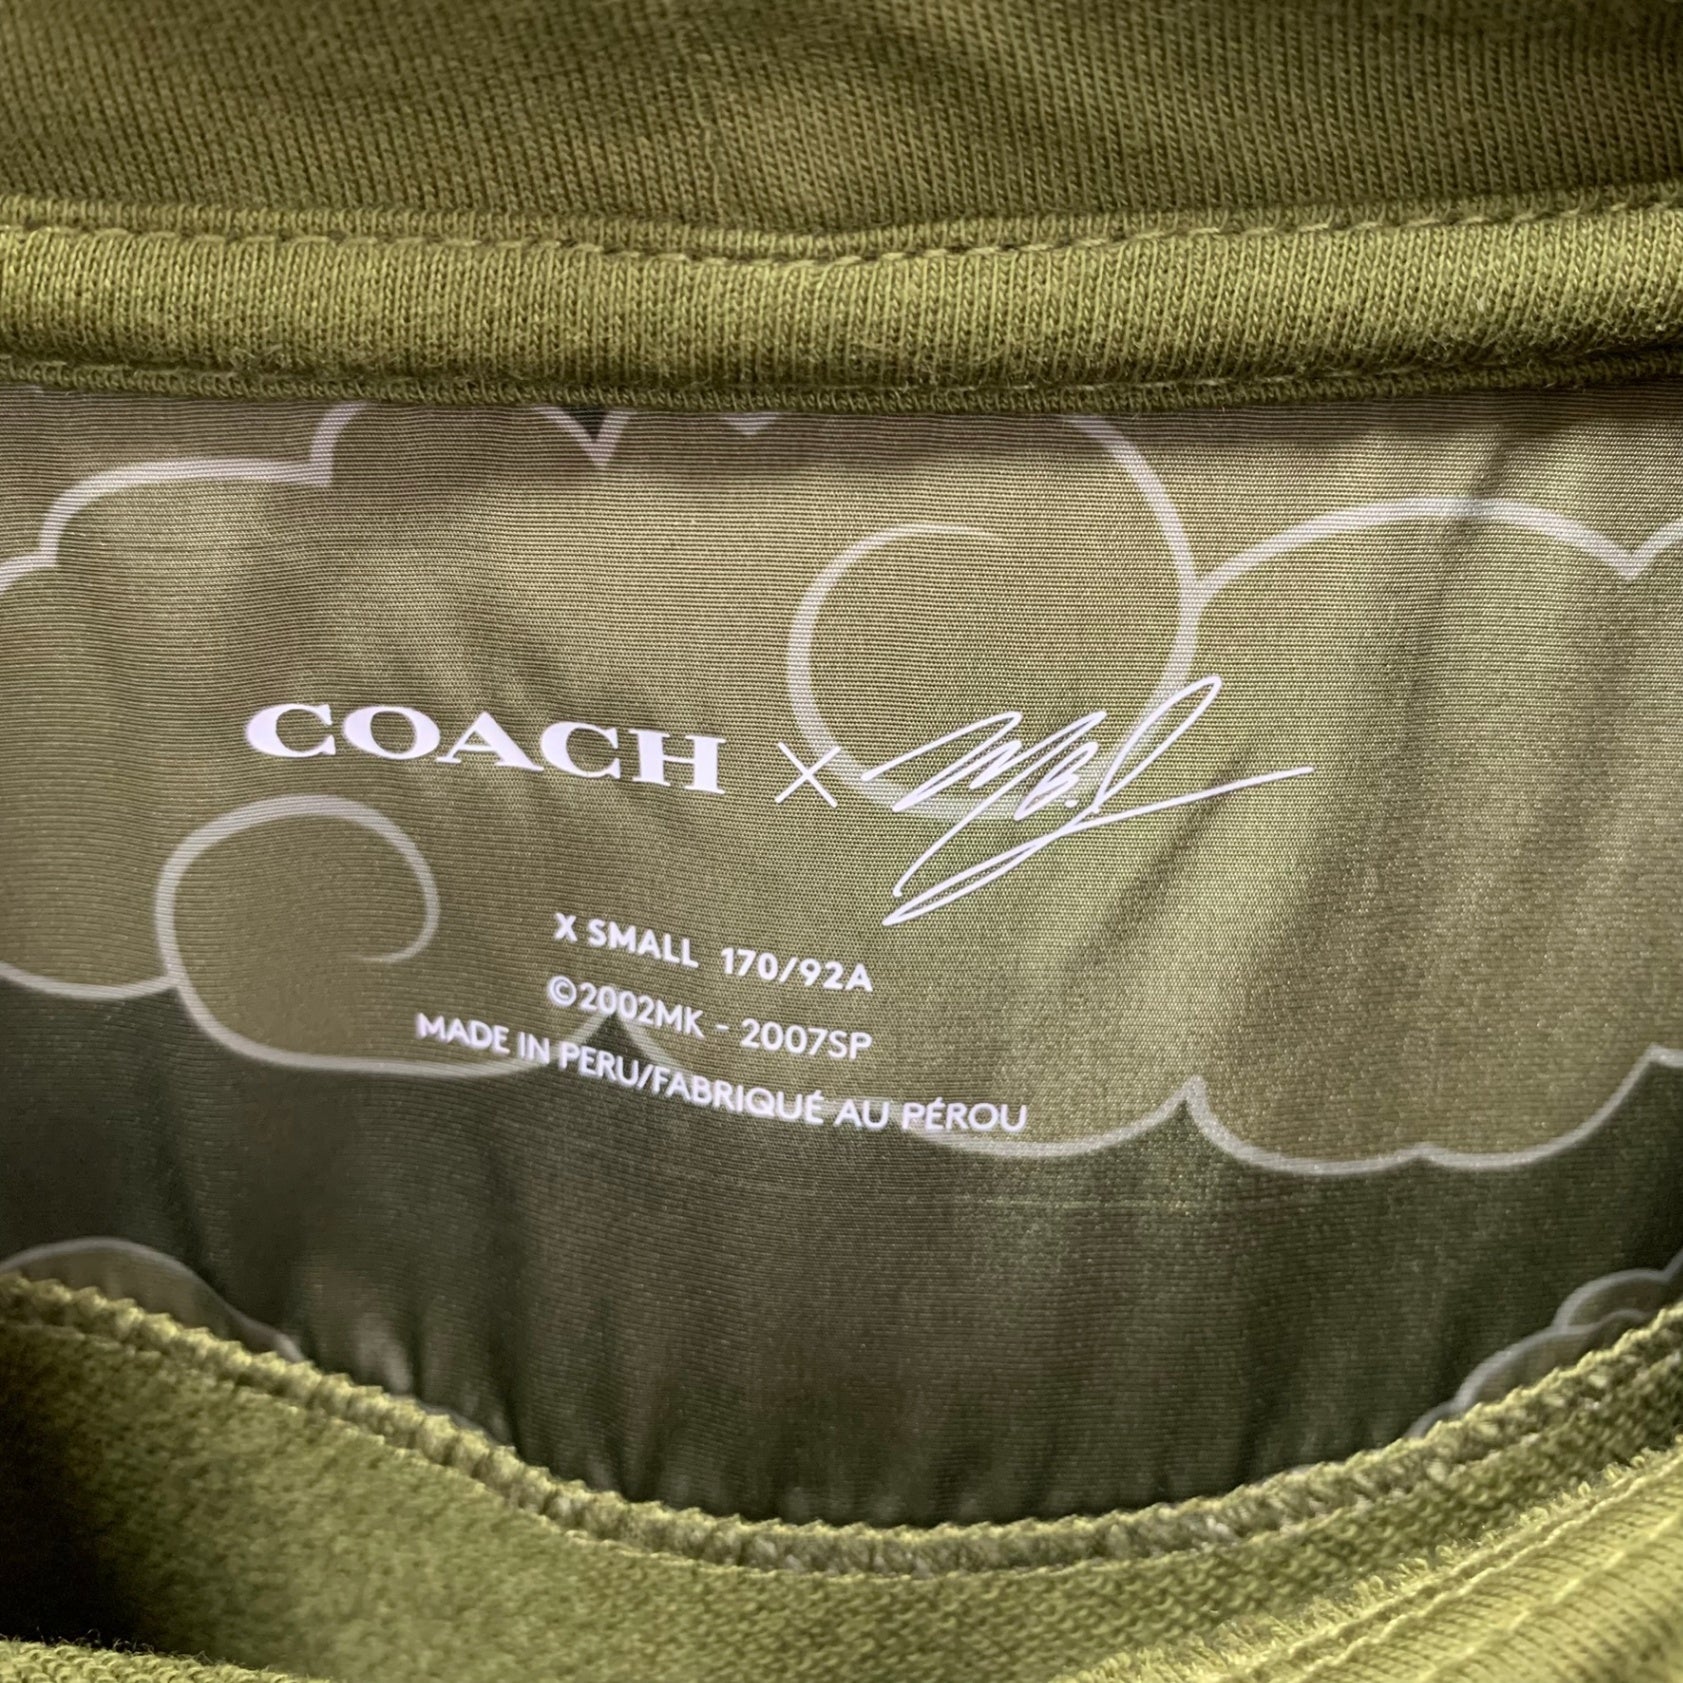 COACH X M.B.J
X SMALL 170/92A
©2002MK - 2007SP
MADE IN PERU/FABRIQUÉ AU PÉROU